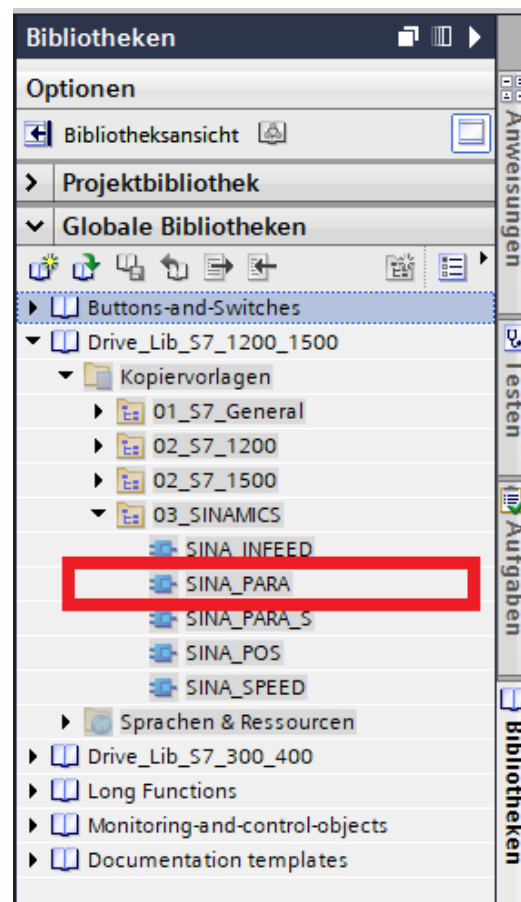 Bibliotheken
Optionen
Bibliotheksansicht
Projektbibliothek
Globale Bibliotheken
Buttons-and-Switches
Drive_Lib_S7_1200_1500
Kopiervorlagen
01_S7_General
02_S7_1200
02_S7_1500
03_SINAMICS
SINA_INFEED
SINA_PARA
SINA_PARA_S
SINA_POS
SINA_SPEED
Sprachen & Ressourcen
Drive_Lib_S7_300_400
Long Functions
Monitoring-and-control-objects
Documentation templates
Anweisungen
Testen
Aufgaben
Bibliotheken